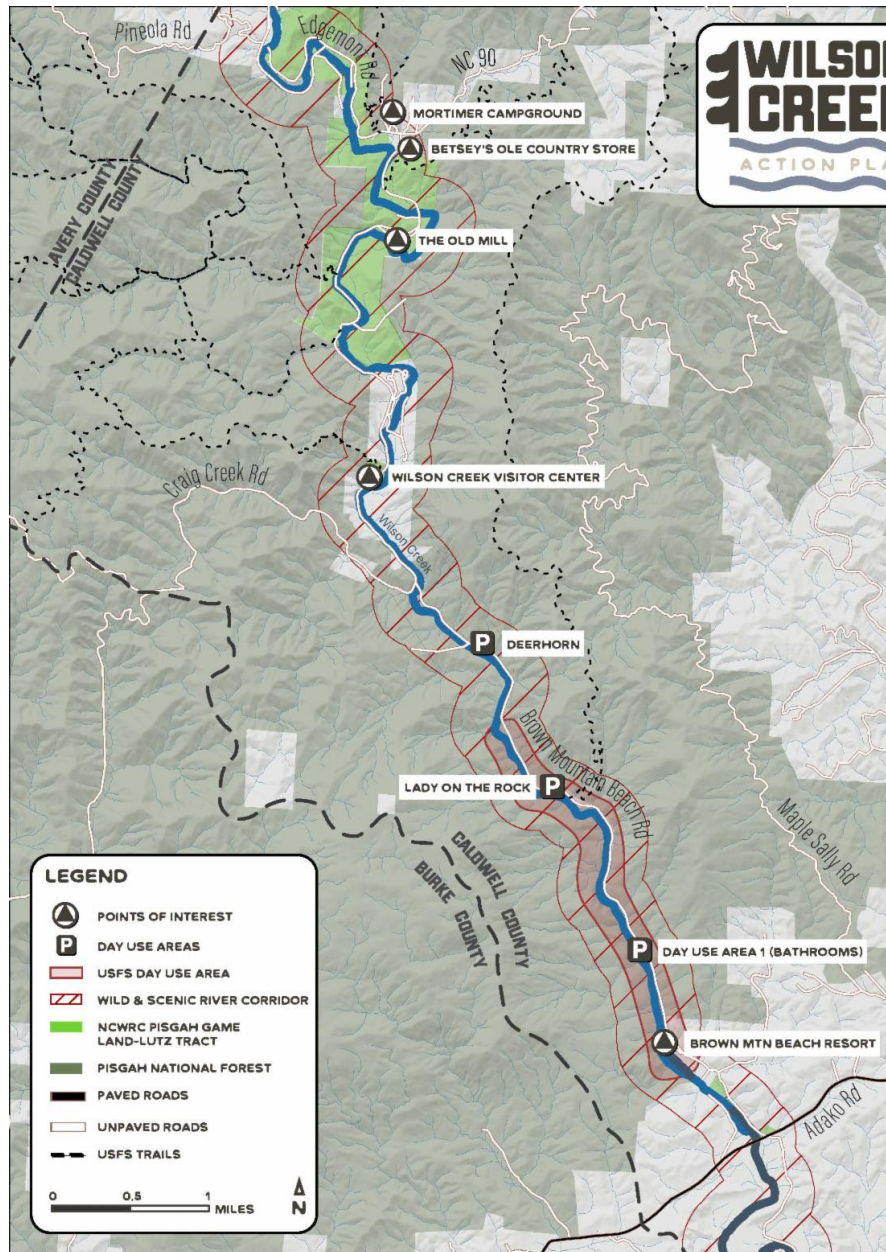 Pineola Rd
Edgemont Rd
NC 90
WILSON
CREEK
ACTION PLA
MORTIMER CAMPGROUND
BETSEY'S OLE COUNTRY STORE
AVERY COUNTY
CALDWELL COUNTY
THE OLD MILL
Craig Creek Rd
WILSON CREEK VISITOR CENTER
Wilson Creek
P
DEERHORN
Brown Mountain Beach Rd
LADY ON THE ROCK
P
Maple Sally Rd
CALDWELL COUNTY
BURKE COUNTY
P
DAY USE AREA 1 (BATHROOMS)
BROWN MTN BEACH RESORT
Adako Rd
LEGEND
POINTS OF INTEREST
P DAY USE AREAS
USFS DAY USE AREA
WILD & SCENIC RIVER CORRIDOR
NCWRC PISGAH GAME
LAND-LUTZ TRACT
PISGAH NATIONAL FOREST
PAVED ROADS
UNPAVED ROADS
USFS TRAILS
0 0.5 1
MILES
N